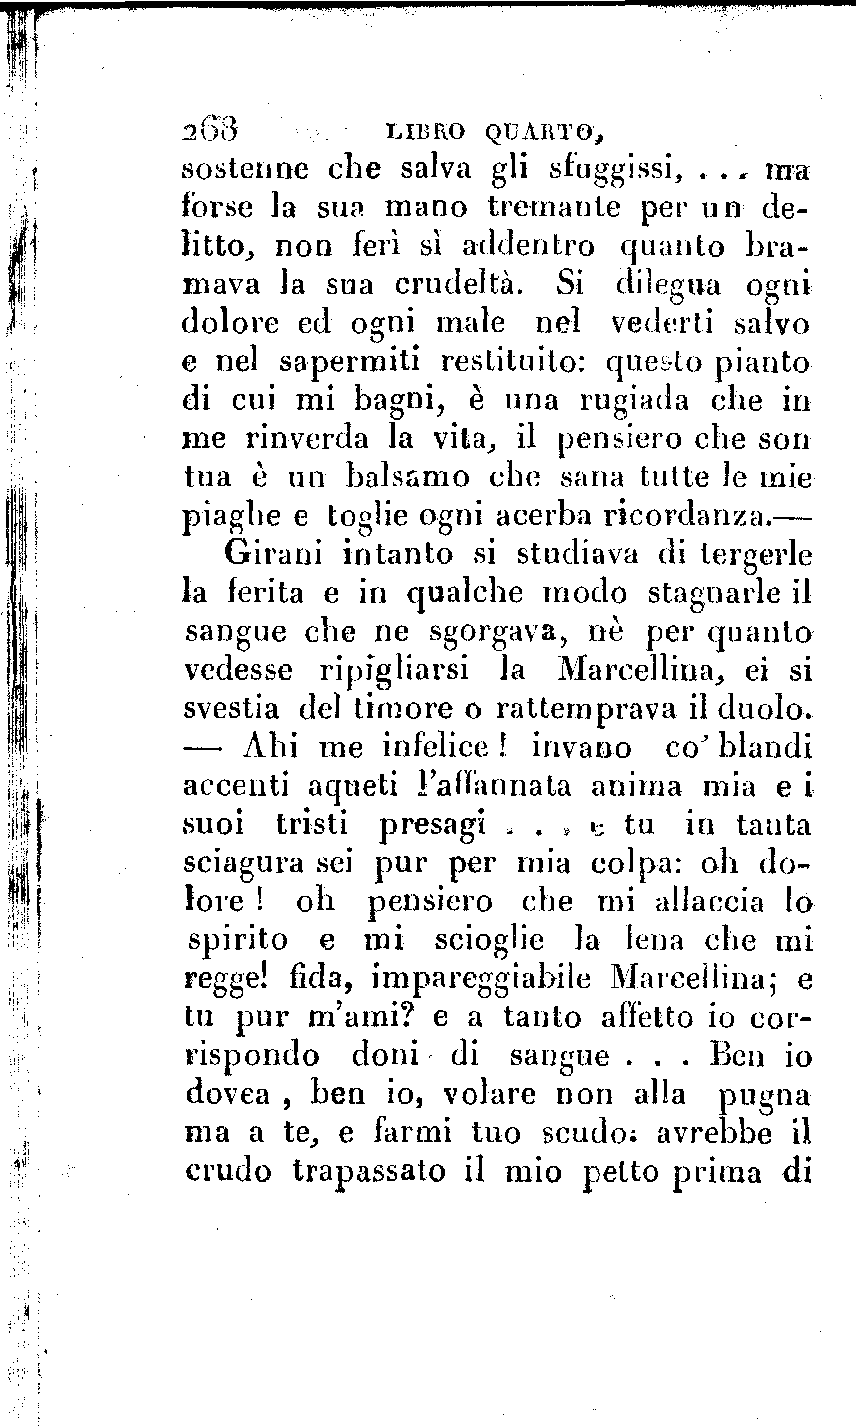 268 LIBRO QUARTO,
sostenne che salva gli sfuggissi, . . . ma
forse la sua mano tremante per un de-
litto, non ferì sì addentro quanto bra-
mava la sua crudeltà. Si dilegua ogni
dolore ed ogni male nel vederti salvo
e nel sapermiti restituito: questo pianto
di cui mi bagni, è una rugiada che in
me rinverda la vita, il pensiero che son
tua è un balsamo che sana tutte le mie
piaghe e toglie ogni acerba ricordanza.—
Girani intanto si studiava di tergerle
la ferita e in qualche modo stagnarle il
sangue che ne sgorgava, nè per quanto
vedesse ripigliarsi la Marcellina, ei si
svestia del timore o rattemprava il duolo.
— Ahi me infelice! invano co' blandi
accenti aqueti l'affannata anima mia e i
suoi tristi presagi . . . e tu in tanta
sciagura sei pur per mia colpa: oh do-
lore! oh pensiero che mi allaccia lo
spirito e mi scioglie la lena che mi
regge! fida, impareggiabile Marcellina; e
tu pur m'ami? e a tanto affetto io cor-
rispondo doni di sangue . . . Ben io
dovea, ben io, volare non alla pugna
ma a te, e farmi tuo scudo: avrebbe il
crudo trapassato il mio petto prima di